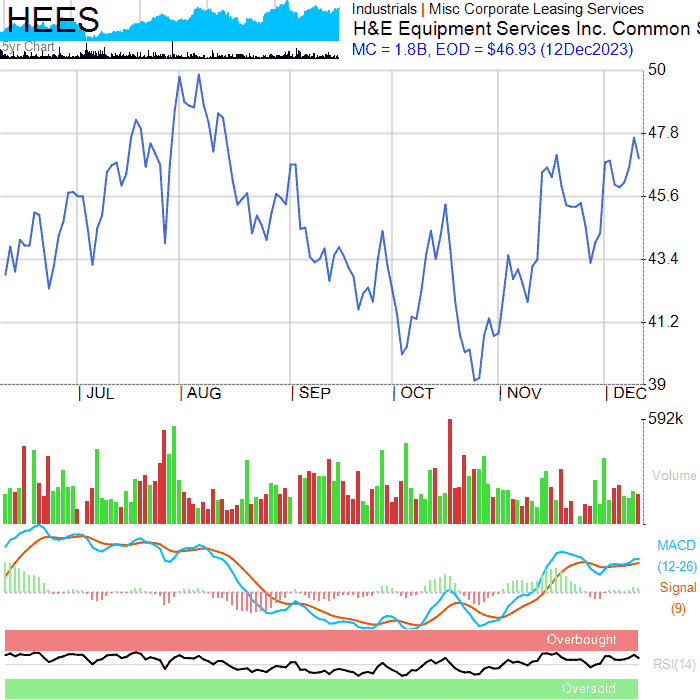 HEES
5yr Chart
Industrials | Misc Corporate Leasing Services
H&E Equipment Services Inc. Common
MC = 1.8B, EOD = $46.93 (12Dec2023)
50
47.8
45.6
43.4
41.2
39
| JUL | AUG | SEP | OCT | NOV | DEC
592k
Volume
MACD
(12-26)
Signal
(9)
Overbought
RSI(14)
Oversold